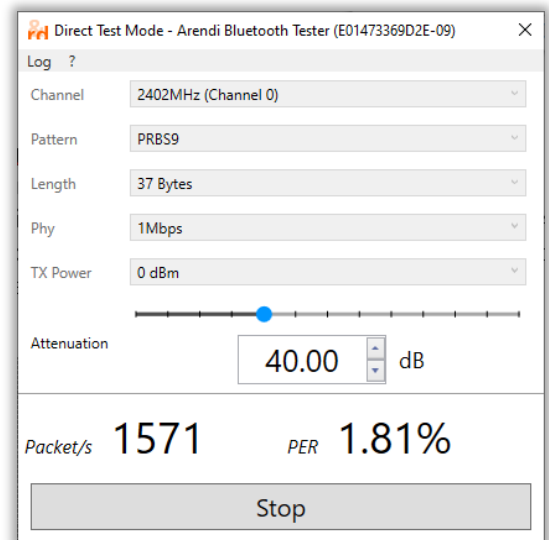 Direct Test Mode - Arendi Bluetooth Tester (E01473369D2E-09)
Log ?
Channel 2402MHz (Channel 0)
Pattern PRBS9
Length 37 Bytes
Phy 1Mbps
TX Power 0 dBm
Attenuation 40.00 dB
Packet/s 1571 PER 1.81%
Stop